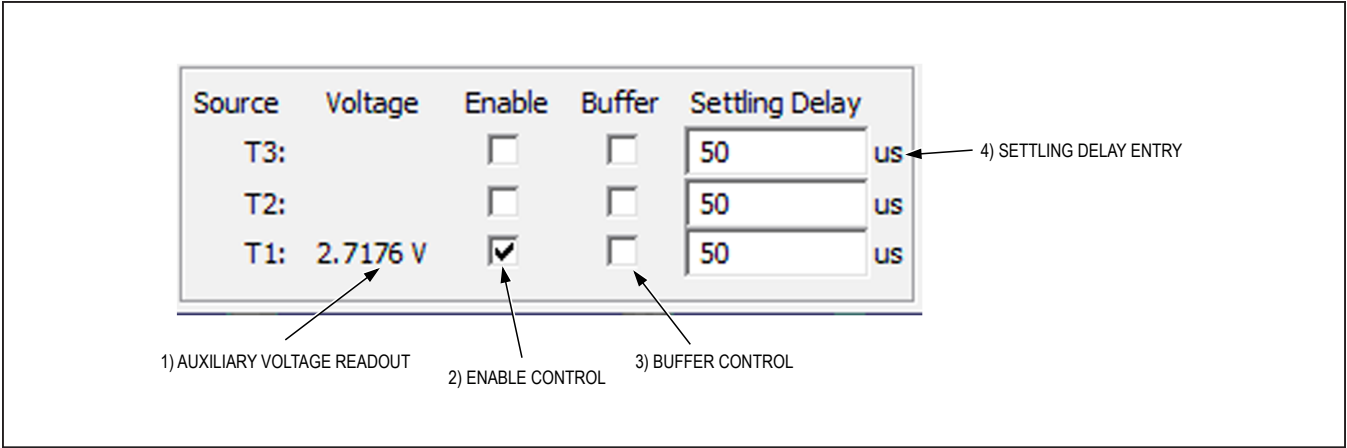 Source Voltage Enable Buffer Settling Delay
T3: 50 us
4) SETTLING DELAY ENTRY
T2: 50 us
T1: 2.7176 V 50 us
1) AUXILIARY VOLTAGE READOUT
2) ENABLE CONTROL
3) BUFFER CONTROL